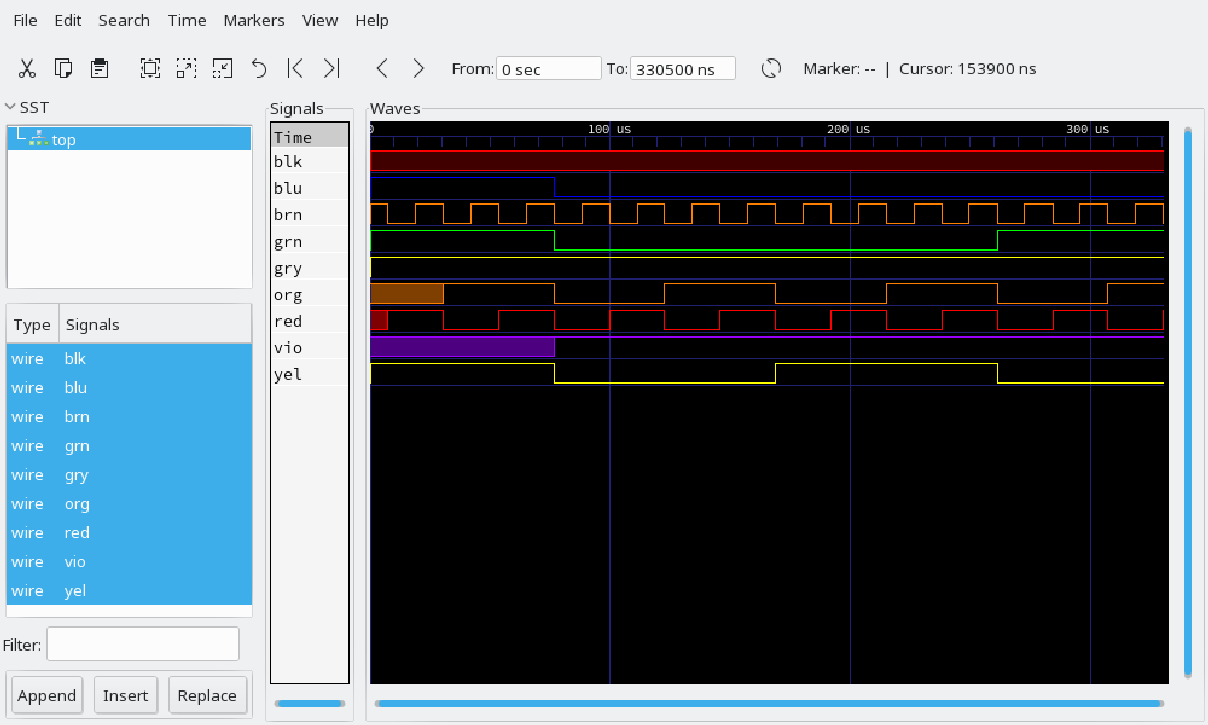 File Edit Search Time Markers View Help
From: 0 sec To: 330500 ns Marker: -- | Cursor: 153900 ns
SST
top
Type Signals
wire blk
wire blu
wire brn
wire grn
wire gry
wire org
wire red
wire vio
wire yel
Filter:
Append Insert Replace
Signals
Time
blk
blu
brn
grn
gry
org
red
vio
yel
Waves
0 100 us 200 us 300 us